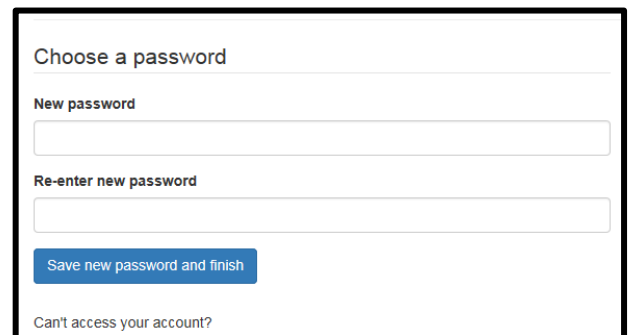 Choose a password
New password
Re-enter new password
Save new password and finish
Can't access your account?